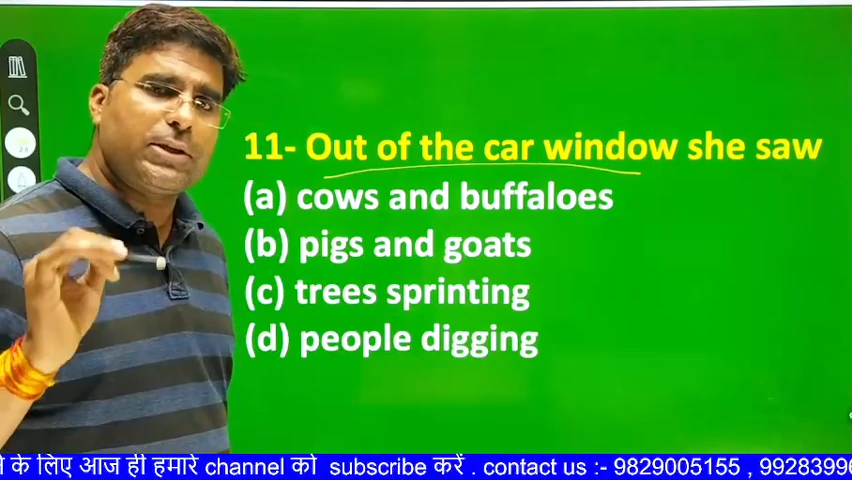 11- Out of the car window she saw
(a) cows and buffaloes
(b) pigs and goats
(c) trees sprinting
(d) people digging
के लिए आज ही हमारे channel को subscribe करें . contact us :- 9829005155 , 99283996